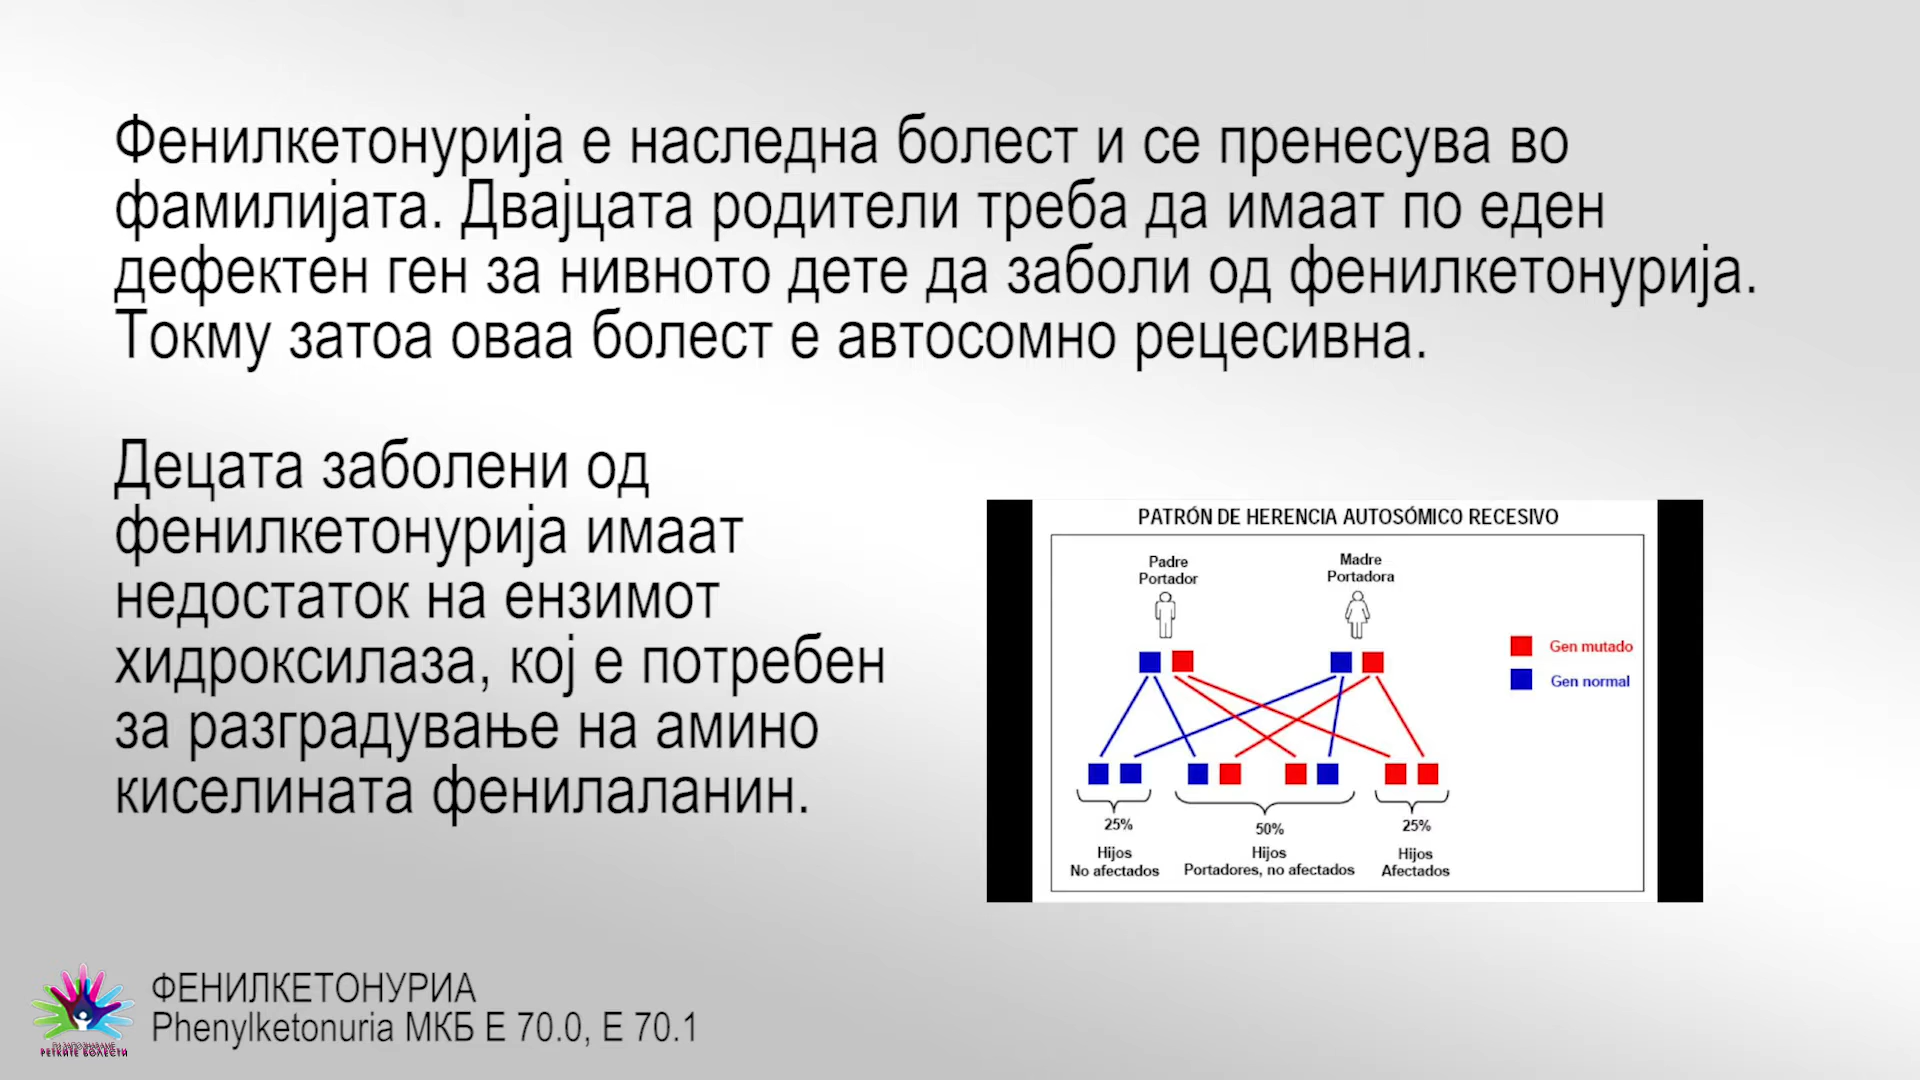 Фенилкетонурија е наследна болест и се пренесува во
фамилијата. Двајцата родители треба да имаат по еден
дефектен ген за нивното дете да заболи од фенилкетонурија.
Токму затоа оваа болест е автосомно рецесивна.
Децата заболени од
фенилкетонурија имаат
недостаток на ензимот
хидроксилаза, кој е потребен
за разградување на амино
киселината фенилаланин.
PATRÓN DE HERENCIA AUTOSÓMICO RECESIVO
Padre
Portador
Madre
Portadora
Gen mutado
Gen normal
25%
Hijos
No afectados
50%
Hijos
Portadores, no afectados
25%
Hijos
Afectados
ФЕНИЛКЕТОНУРИА
Phenylketonuria МКБ E 70.0, E 70.1
РЕТКИТЕ БОЛЕСТИ